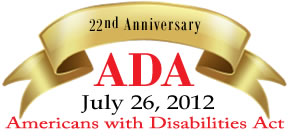 22nd Anniversary
ADA
July 26, 2012
Americans with Disabilities Act